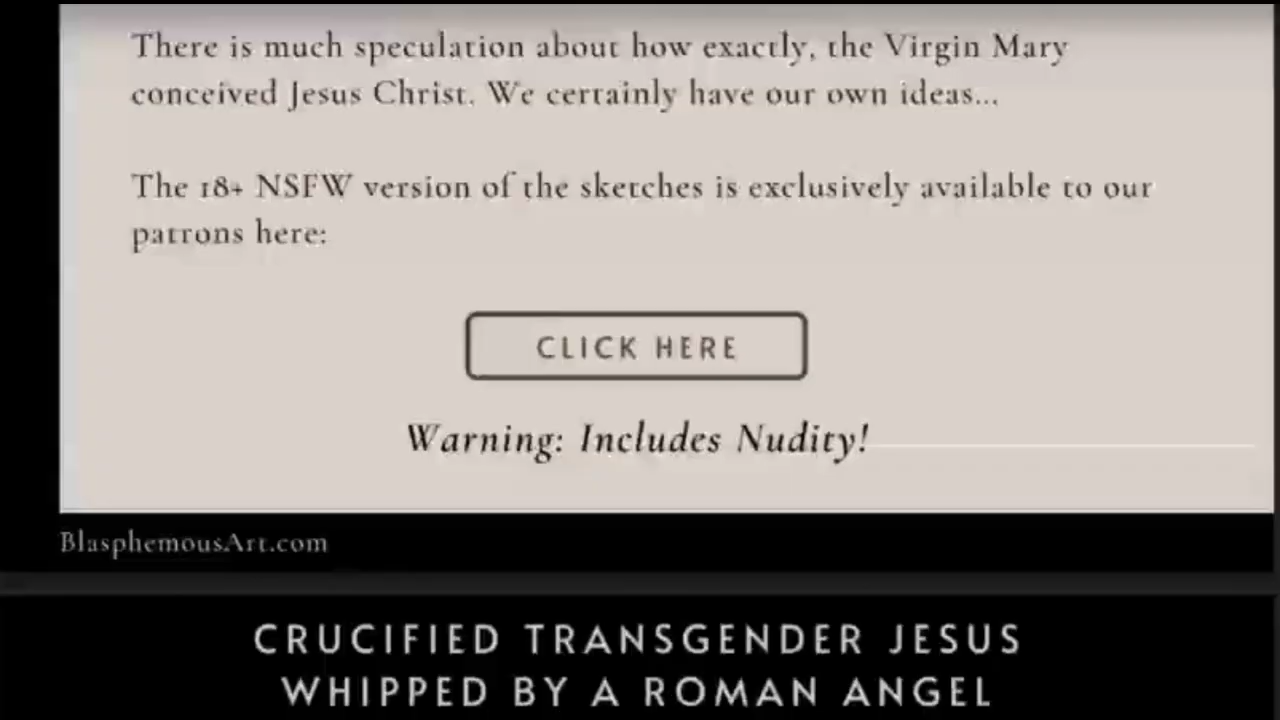 There is much speculation about how exactly, the Virgin Mary
conceived Jesus Christ. We certainly have our own ideas...
The 18+ NSFW version of the sketches is exclusively available to our
patrons here:
CLICK HERE
Warning: Includes Nudity!
BlasphemousArt.com
CRUCIFIED TRANSGENDER JESUS
WHIPPED BY A ROMAN ANGEL